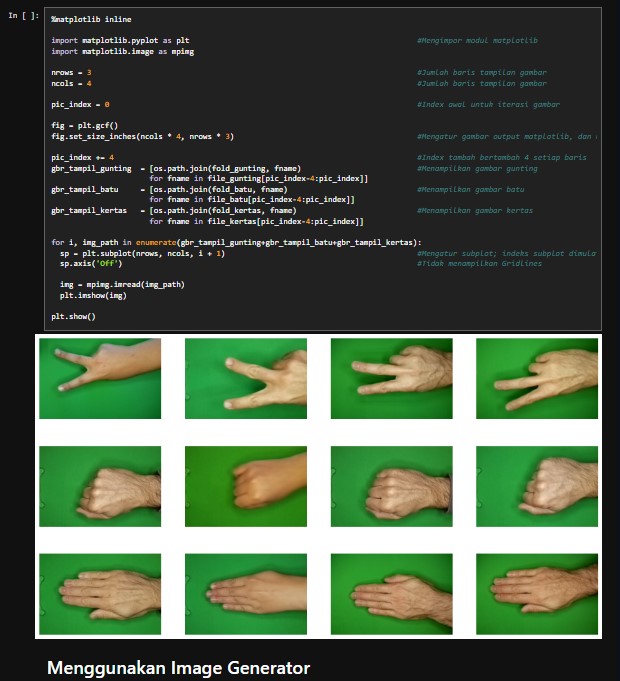 In [ ]:
%matplotlib inline
import matplotlib.pyplot as plt #Mengimpor modul matplotlib
import matplotlib.image as mpimg
nrows = 3 #Jumlah baris tampilan gambar
ncols = 4 #Jumlah baris tampilan gambar
pic_index = 0 #Index awal untuk iterasi gambar
fig = plt.gcf()
fig.set_size_inches(ncols * 4, nrows * 3) #Mengatur gambar output matplotlib, dan
pic_index += 4 #Index tambah bertambah 4 setiap baris
gbr_tampil_gunting = [os.path.join(fold_gunting, fname) #Menampilkan gambar gunting
for fname in file_gunting[pic_index-4:pic_index]]
gbr_tampil_batu = [os.path.join(fold_batu, fname) #Menampilkan gambar batu
for fname in file_batu[pic_index-4:pic_index]]
gbr_tampil_kertas = [os.path.join(fold_kertas, fname) #Menampilkan gambar kertas
for fname in file_kertas[pic_index-4:pic_index]]
for i, img_path in enumerate(gbr_tampil_gunting+gbr_tampil_batu+gbr_tampil_kertas):
sp = plt.subplot(nrows, ncols, i + 1) #Mengatur subplot; indeks subplot dimula
sp.axis('Off') #Tidak menampilkan Gridlines
img = mpimg.imread(img_path)
plt.imshow(img)
plt.show()
Menggunakan Image Generator